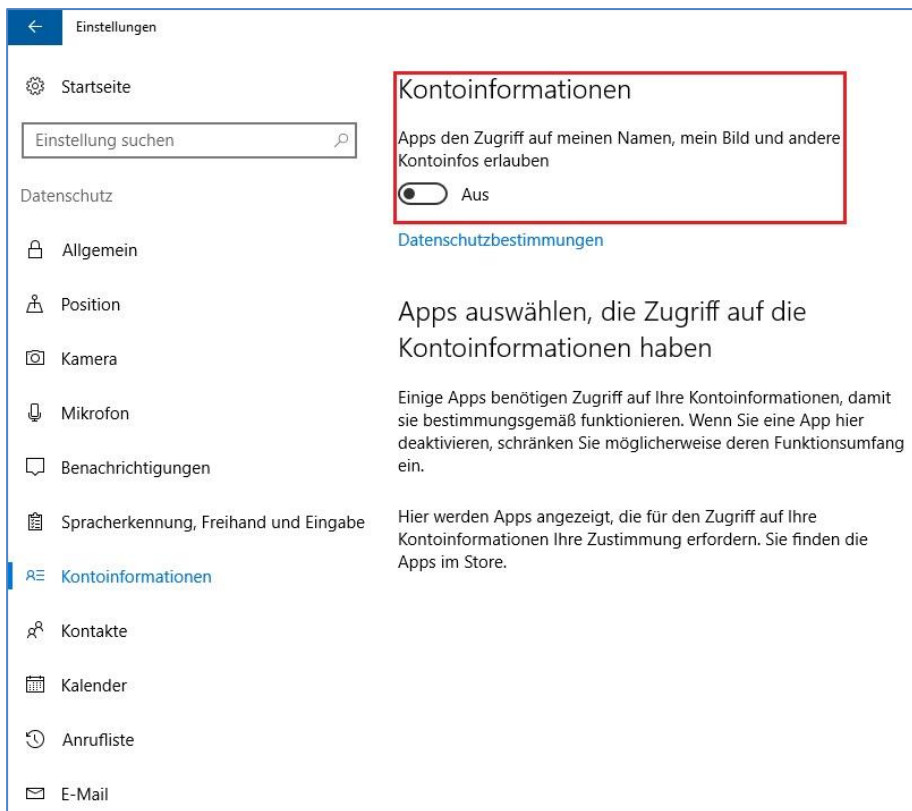 Einstellungen
Startseite
Einstellung suchen
Datenschutz
Allgemein
Position
Kamera
Mikrofon
Benachrichtigungen
Spracherkennung, Freihand und Eingabe
Kontoinformationen
Kontakte
Kalender
Anrufliste
E-Mail
Kontoinformationen
Apps den Zugriff auf meinen Namen, mein Bild und andere
Kontoinfos erlauben
Aus
Datenschutzbestimmungen
Apps auswählen, die Zugriff auf die
Kontoinformationen haben
Einige Apps benötigen Zugriff auf Ihre Kontoinformationen, damit
sie bestimmungsgemäß funktionieren. Wenn Sie eine App hier
deaktivieren, schränken Sie möglicherweise deren Funktionsumfang
ein.
Hier werden Apps angezeigt, die für den Zugriff auf Ihre
Kontoinformationen Ihre Zustimmung erfordern. Sie finden die
Apps im Store.